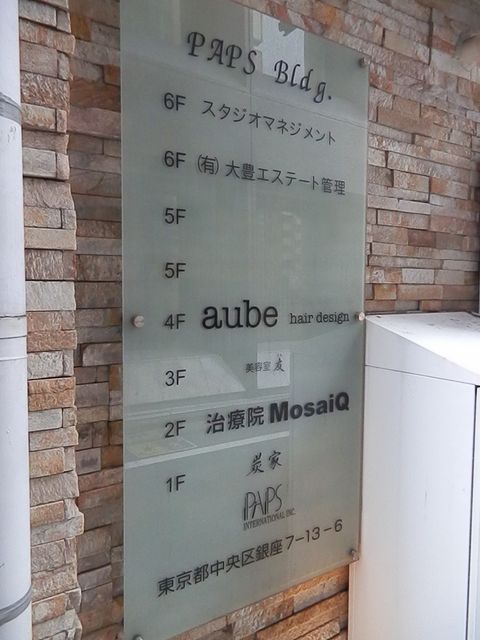 PAPS Bldg.
6F スタジオマネジメント
6F (有) 大豊エステート管理
5F
5F
4F aube hair design
3F 美容室
2F 治療院 MosaiQ
炭家
1F
PAPS
INTERNATIONAL INC.
東京都中央区銀座7-13-6